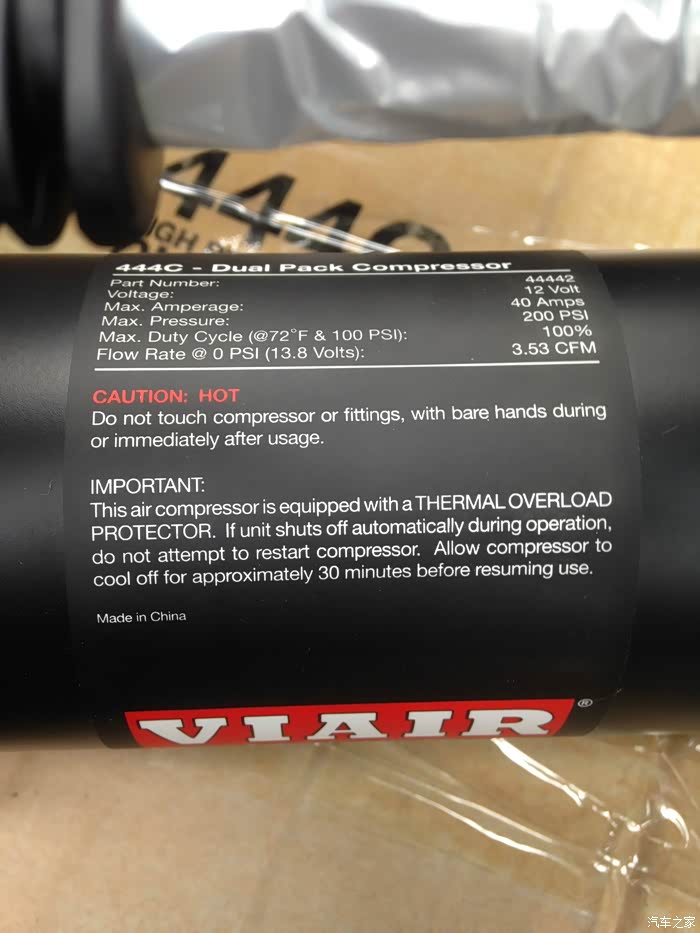 444C
444C - Dual Pack Compressor
Part Number: 44442
Voltage: 12 Volt
Max. Amperage: 40 Amps
Max. Pressure: 200 PSI
Max. Duty Cycle (@72°F & 100 PSI): 100%
Flow Rate @ 0 PSI (13.8 Volts): 3.53 CFM
CAUTION: HOT
Do not touch compressor or fittings, with bare hands during
or immediately after usage.
IMPORTANT:
This air compressor is equipped with a THERMAL OVERLOAD
PROTECTOR. If unit shuts off automatically during operation,
do not attempt to restart compressor. Allow compressor to
cool off for approximately 30 minutes before resuming use.
Made in China
VIAIR®
汽车之家